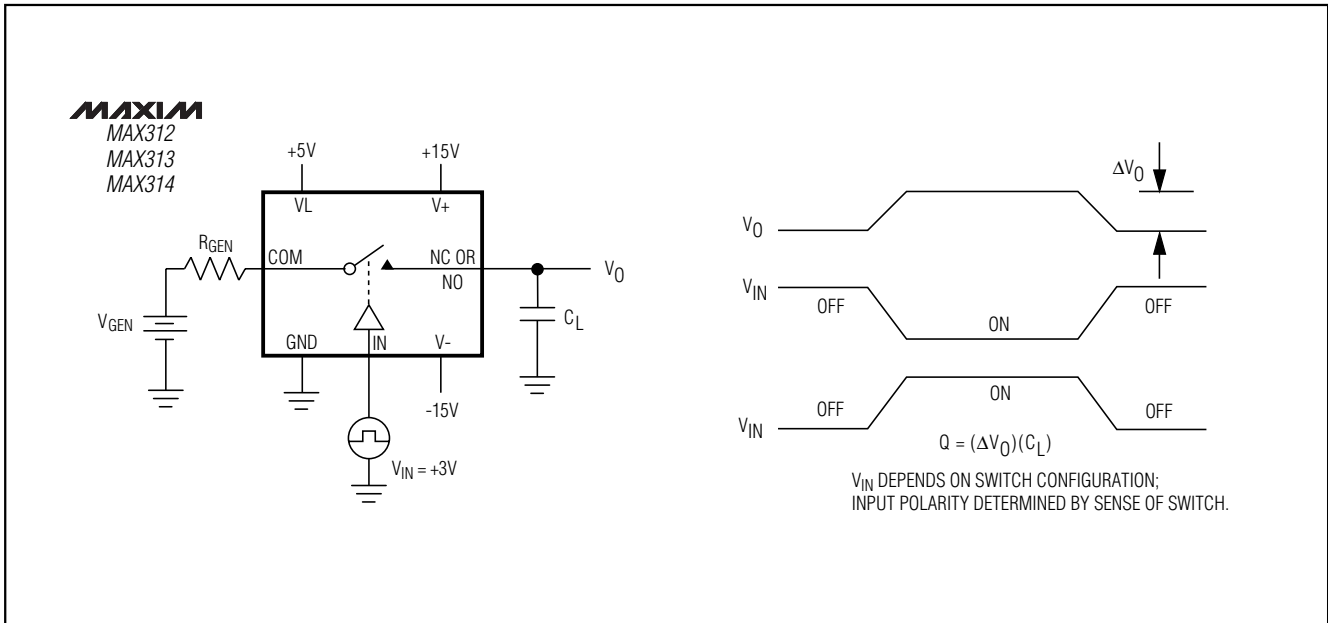 MAXIM
MAX312
MAX313
MAX314
+5V
+15V
VL
V+
RGEN
COM
NC OR
NO
VO
VGEN
CL
GND
IN
V-
-15V
VIN = +3V
ΔVO
VO
VIN
OFF
ON
OFF
VIN
OFF
ON
OFF
Q = (ΔVO)(CL)
VIN DEPENDS ON SWITCH CONFIGURATION;
INPUT POLARITY DETERMINED BY SENSE OF SWITCH.